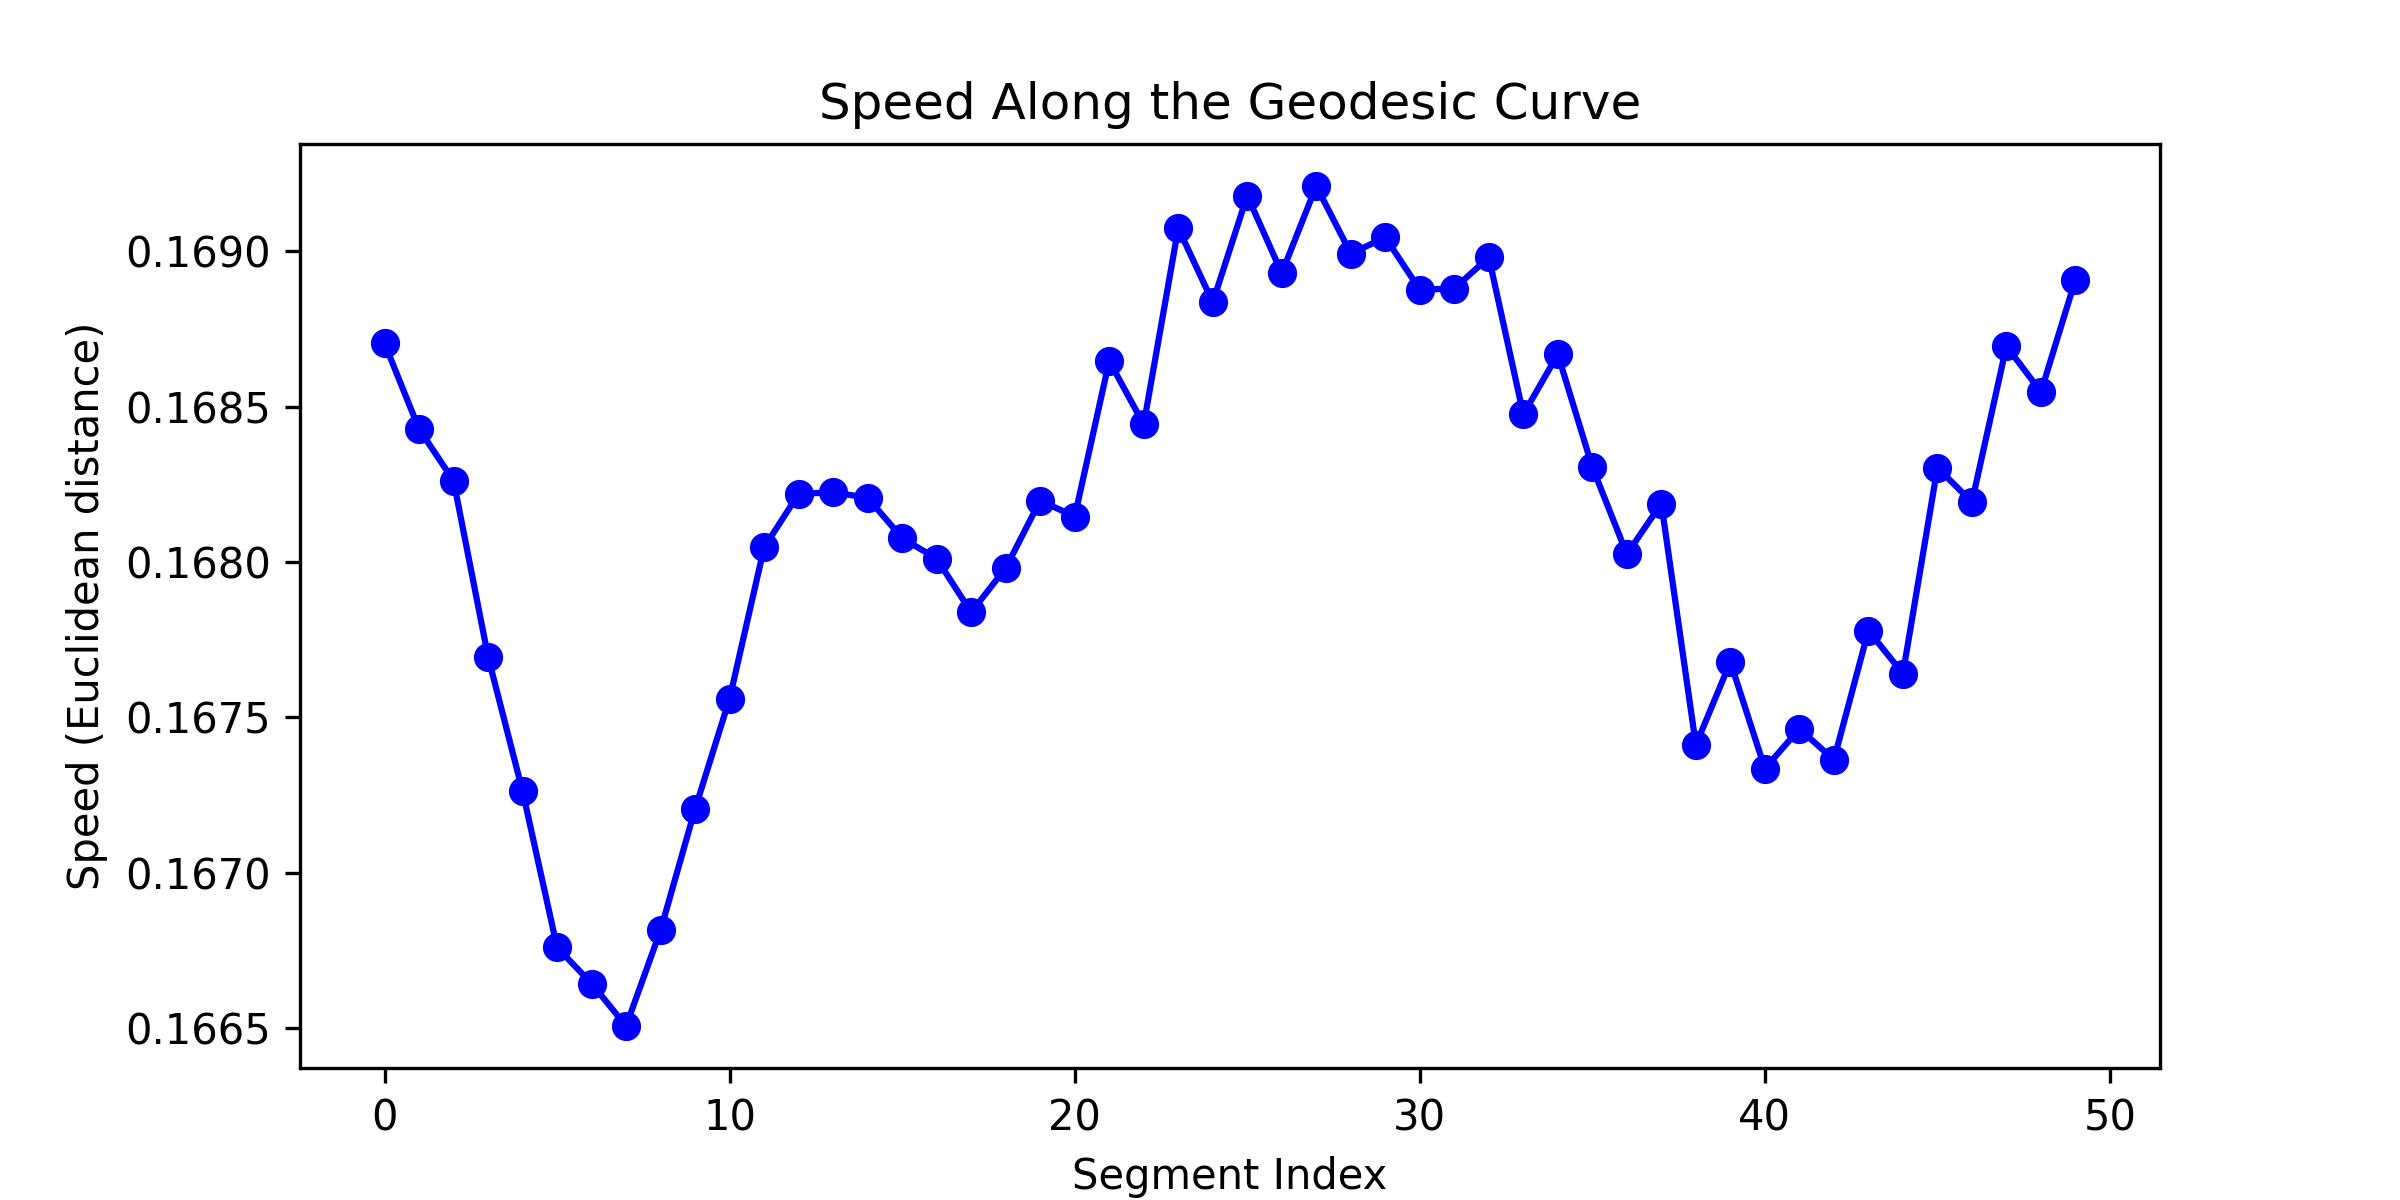 Speed Along the Geodesic Curve
Speed (Euclidean distance)
0.1690
0.1685
0.1680
0.1675
0.1670
0.1665
0 10 20 30 40 50
Segment Index